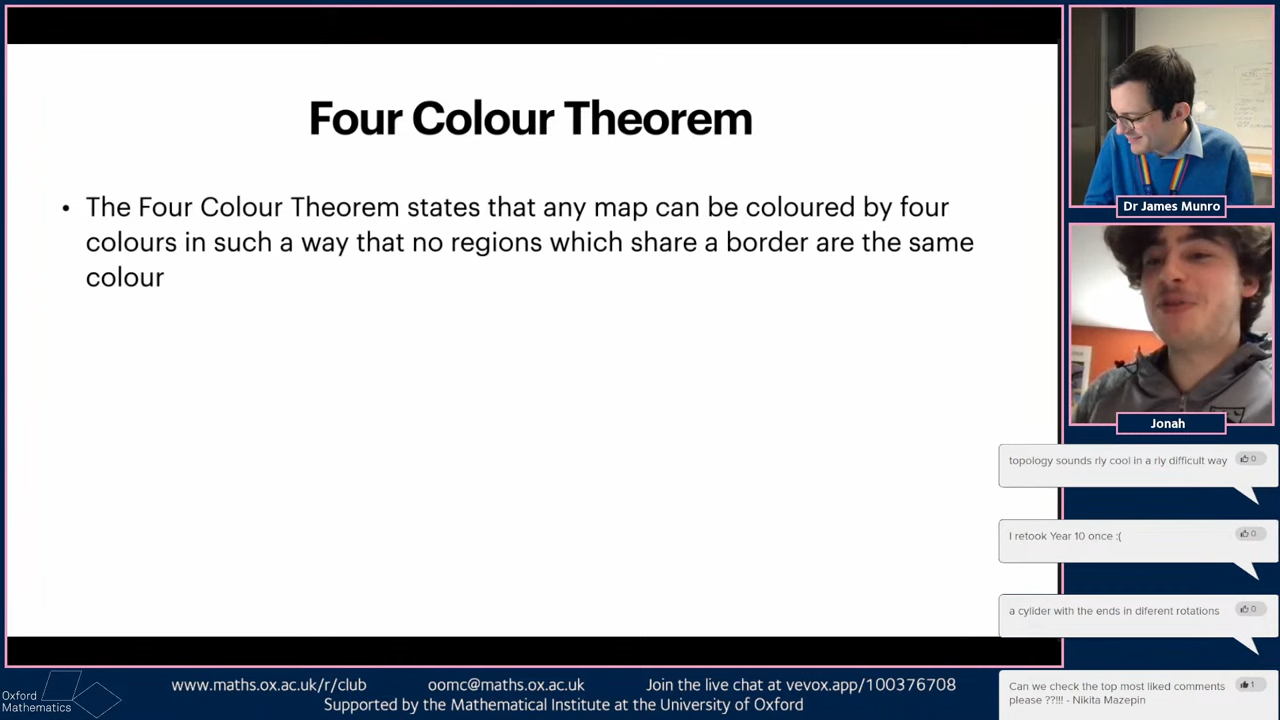 Four Colour Theorem
• The Four Colour Theorem states that any map can be coloured by four
colours in such a way that no regions which share a border are the same
colour
Dr James Munro
Jonah
topology sounds rly cool in a rly difficult way
0
I retook Year 10 once :(
0
a cylider with the ends in diferent rotations
0
Can we check the top most liked comments
please ??!!! - Nikita Mazepin
1
Oxford
Mathematics
www.maths.ox.ac.uk/r/club oomc@maths.ox.ac.uk Join the live chat at vevox.app/100376708
Supported by the Mathematical Institute at the University of Oxford